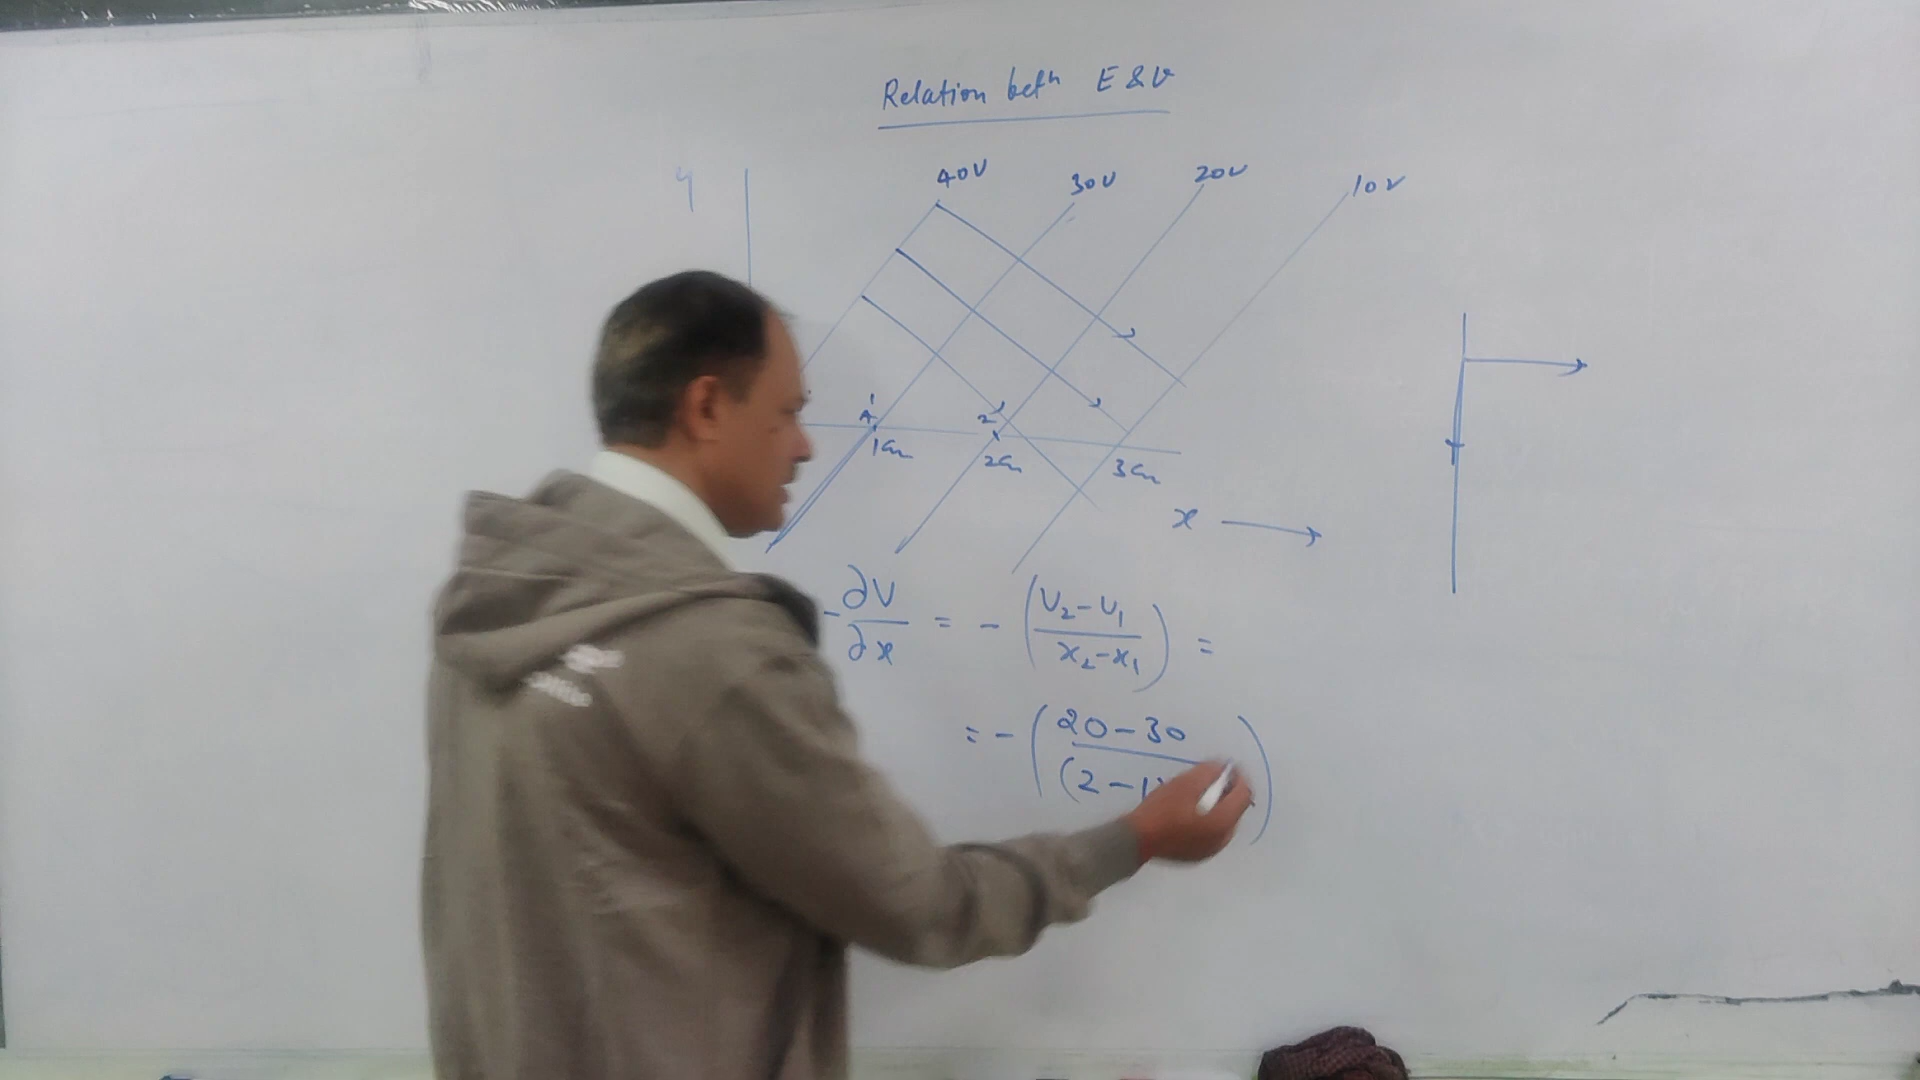 Relation betn E & V
y
40V 30V 20V 10V
1 2
1cm 2cm 3cm
x
- ∂V/∂x = - (V2 - V1 / x2 - x1) =
= - (20 - 30 / (2 - 1)